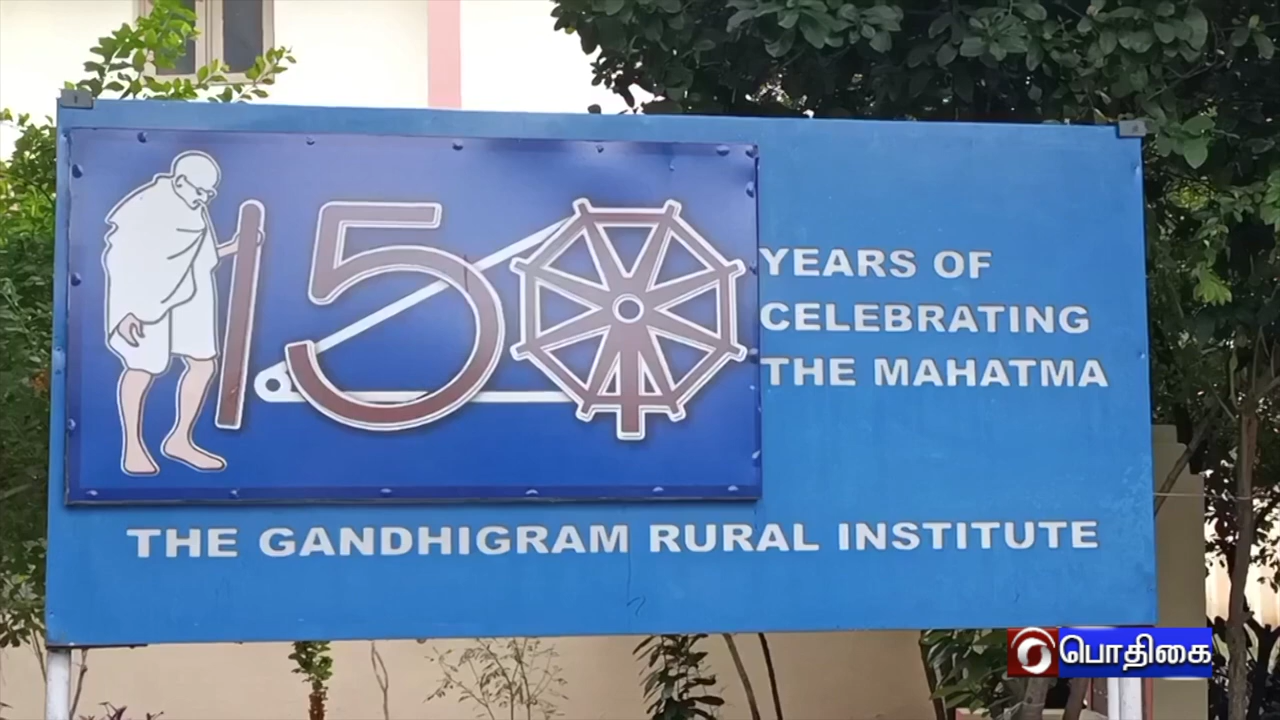 150
YEARS OF
CELEBRATING
THE MAHATMA
THE GANDHIGRAM RURAL INSTITUTE
பொதிகை